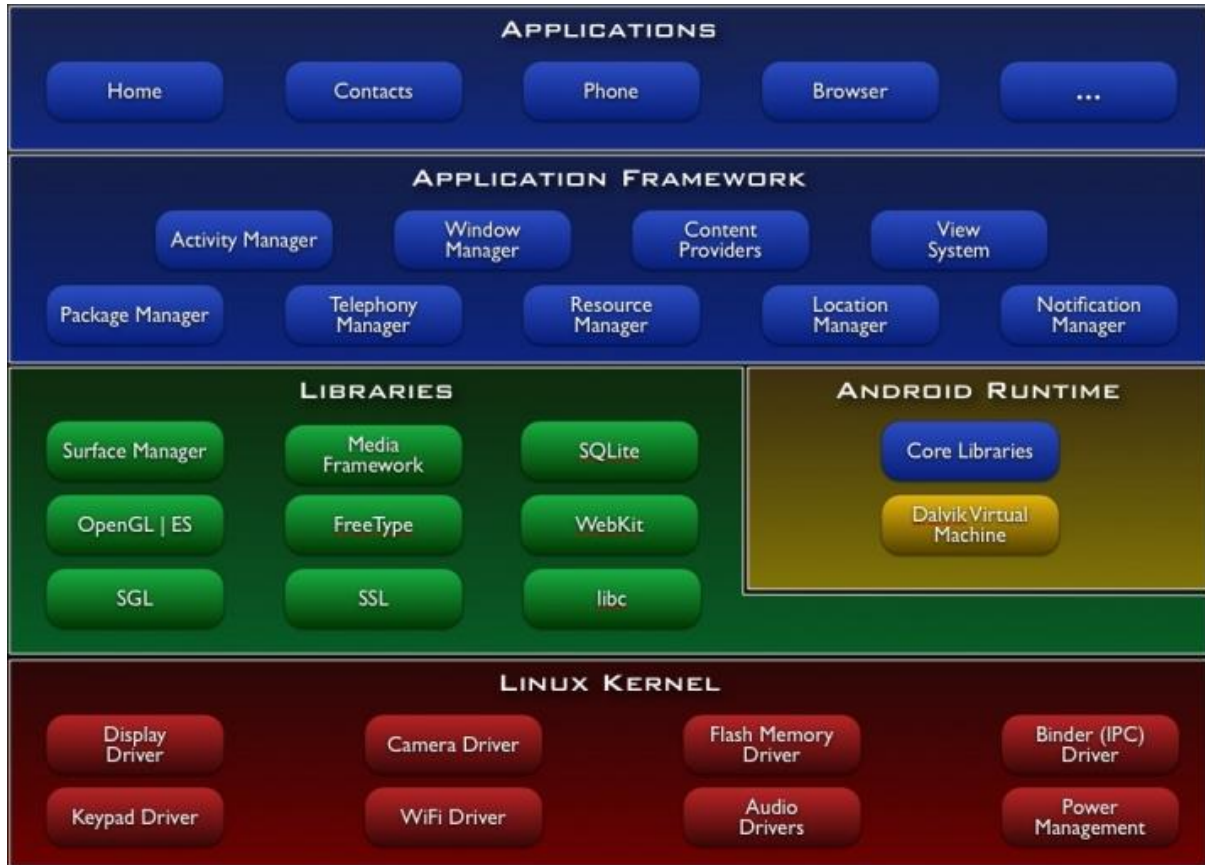 APPLICATIONS
Home
Contacts
Phone
Browser
...
APPLICATION FRAMEWORK
Activity Manager
Window
Manager
Content
Providers
View
System
Package Manager
Telephony
Manager
Resource
Manager
Location
Manager
Notification
Manager
LIBRARIES
Surface Manager
Media
Framework
SQLite
OpenGL | ES
FreeType
WebKit
SGL
SSL
libc
ANDROID RUNTIME
Core Libraries
Dalvik Virtual
Machine
LINUX KERNEL
Display
Driver
Camera Driver
Flash Memory
Driver
Binder (IPC)
Driver
Keypad Driver
WiFi Driver
Audio
Drivers
Power
Management